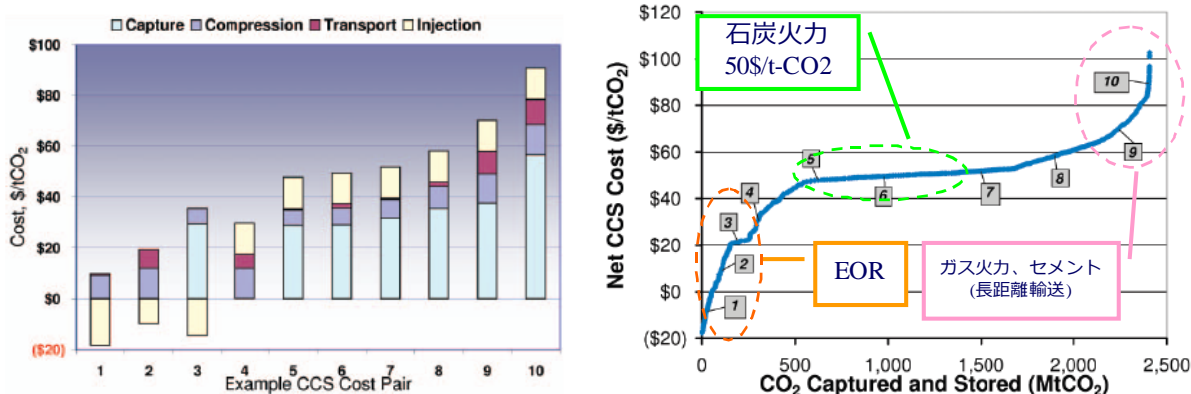 Capture Compression Transport Injection
$100
$80
$60
$40
$20
$0
($20)
Cost, $/tCO2
1 2 3 4 5 6 7 8 9 10
Example CCS Cost Pair
$120
$100
$80
$60
$40
$20
$0
($20)
Net CCS Cost ($/tCO2)
石炭火力
50$/t-CO2
10
9
8
7
6
5
4
3
2
1
EOR
ガス火力、セメント
(長距離輸送)
0 500 1,000 1,500 2,000 2,500
CO2 Captured and Stored (MtCO2)